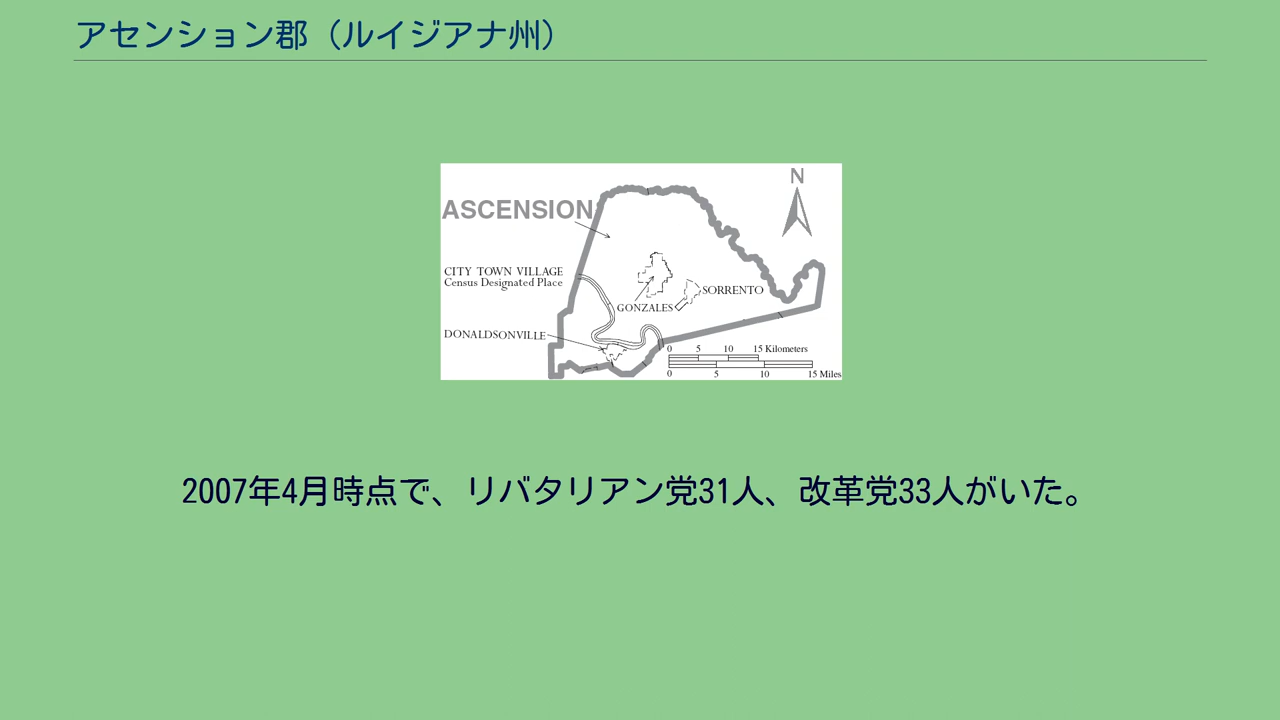 アセンション郡（ルイジアナ州）
N
ASCENSION
CITY TOWN VILLAGE
Census Designated Place
SORRENTO
GONZALES
DONALDSONVILLE
0 5 10 15 Kilometers
0 5 10 15 Miles
2007年4月時点で、リバタリアン党31人、改革党33人がいた。